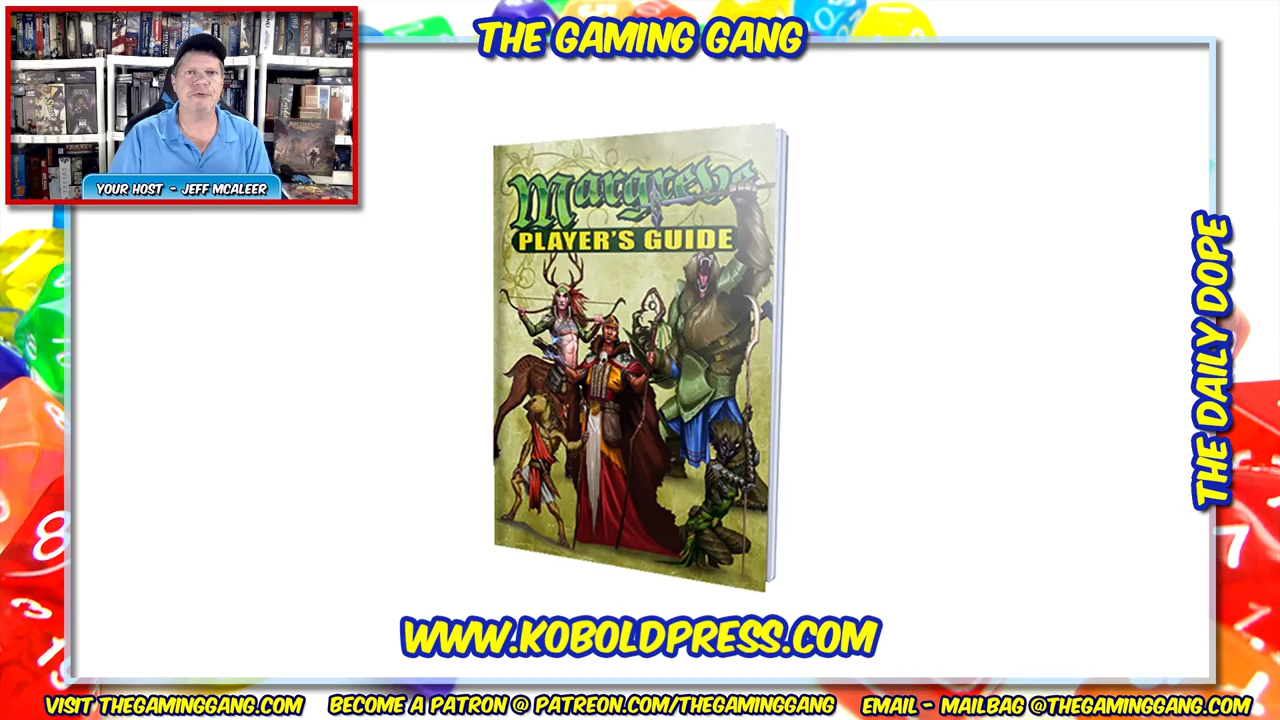 THE GAMING GANG
YOUR HOST - JEFF MCALEER
Margreve
PLAYER'S GUIDE
THE DAILY DOPE
WWW.KOBOLDPRESS.COM
VISIT THEGAMINGGANG.COM
BECOME A PATRON @ PATREON.COM/THEGAMINGGANG
EMAIL - MAILBAG @THEGAMINGGANG.COM